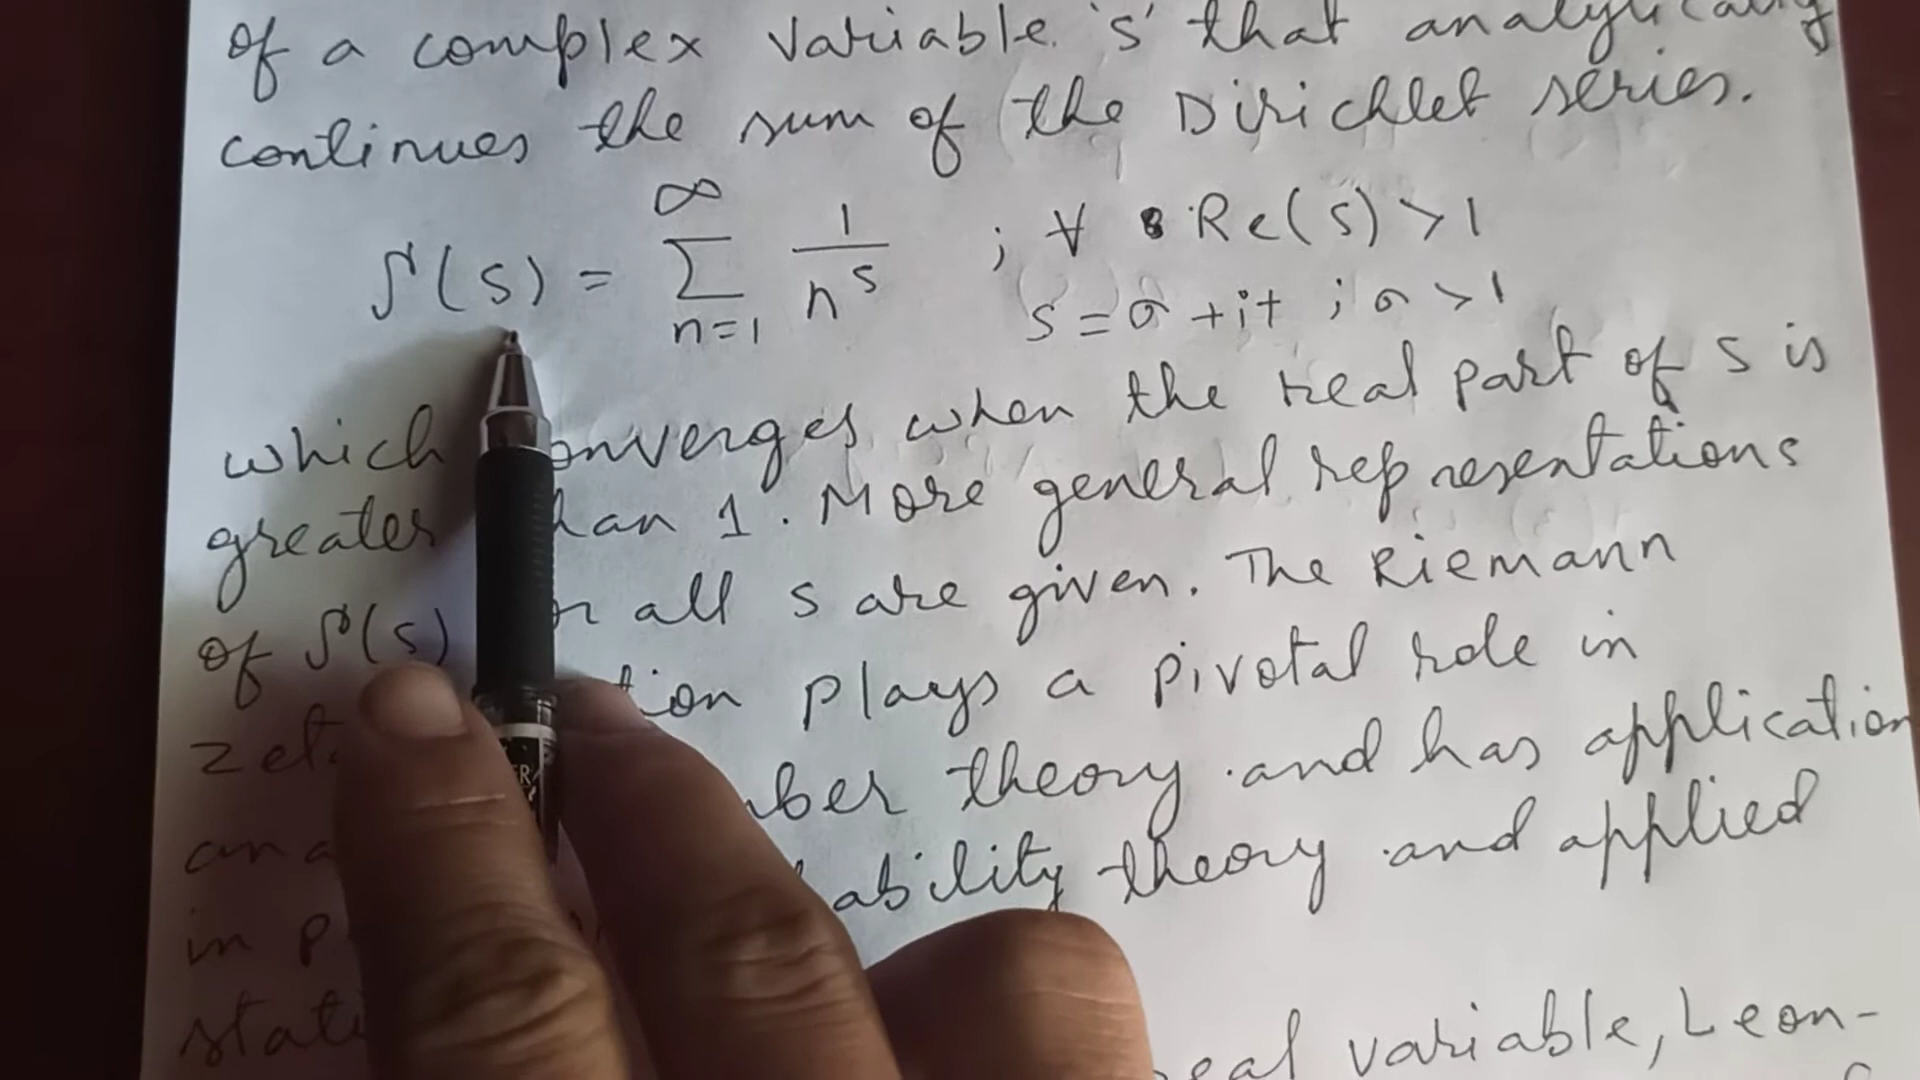 of a complex variable 's' that analytically
continues the sum of the Dirichlet series.
ζ(s) = ∑_{n=1}^{∞} 1/n^s ; ∀ Re(s) > 1
s = σ + it ; σ > 1
which onverges when the real part of s is
greater han 1. More general representations
of ζ(s) all s are given. The Riemann
zet tion plays a pivotal role in
ana ber theory and has application
in p ability theory and applied
stati
eal variable, Leon-